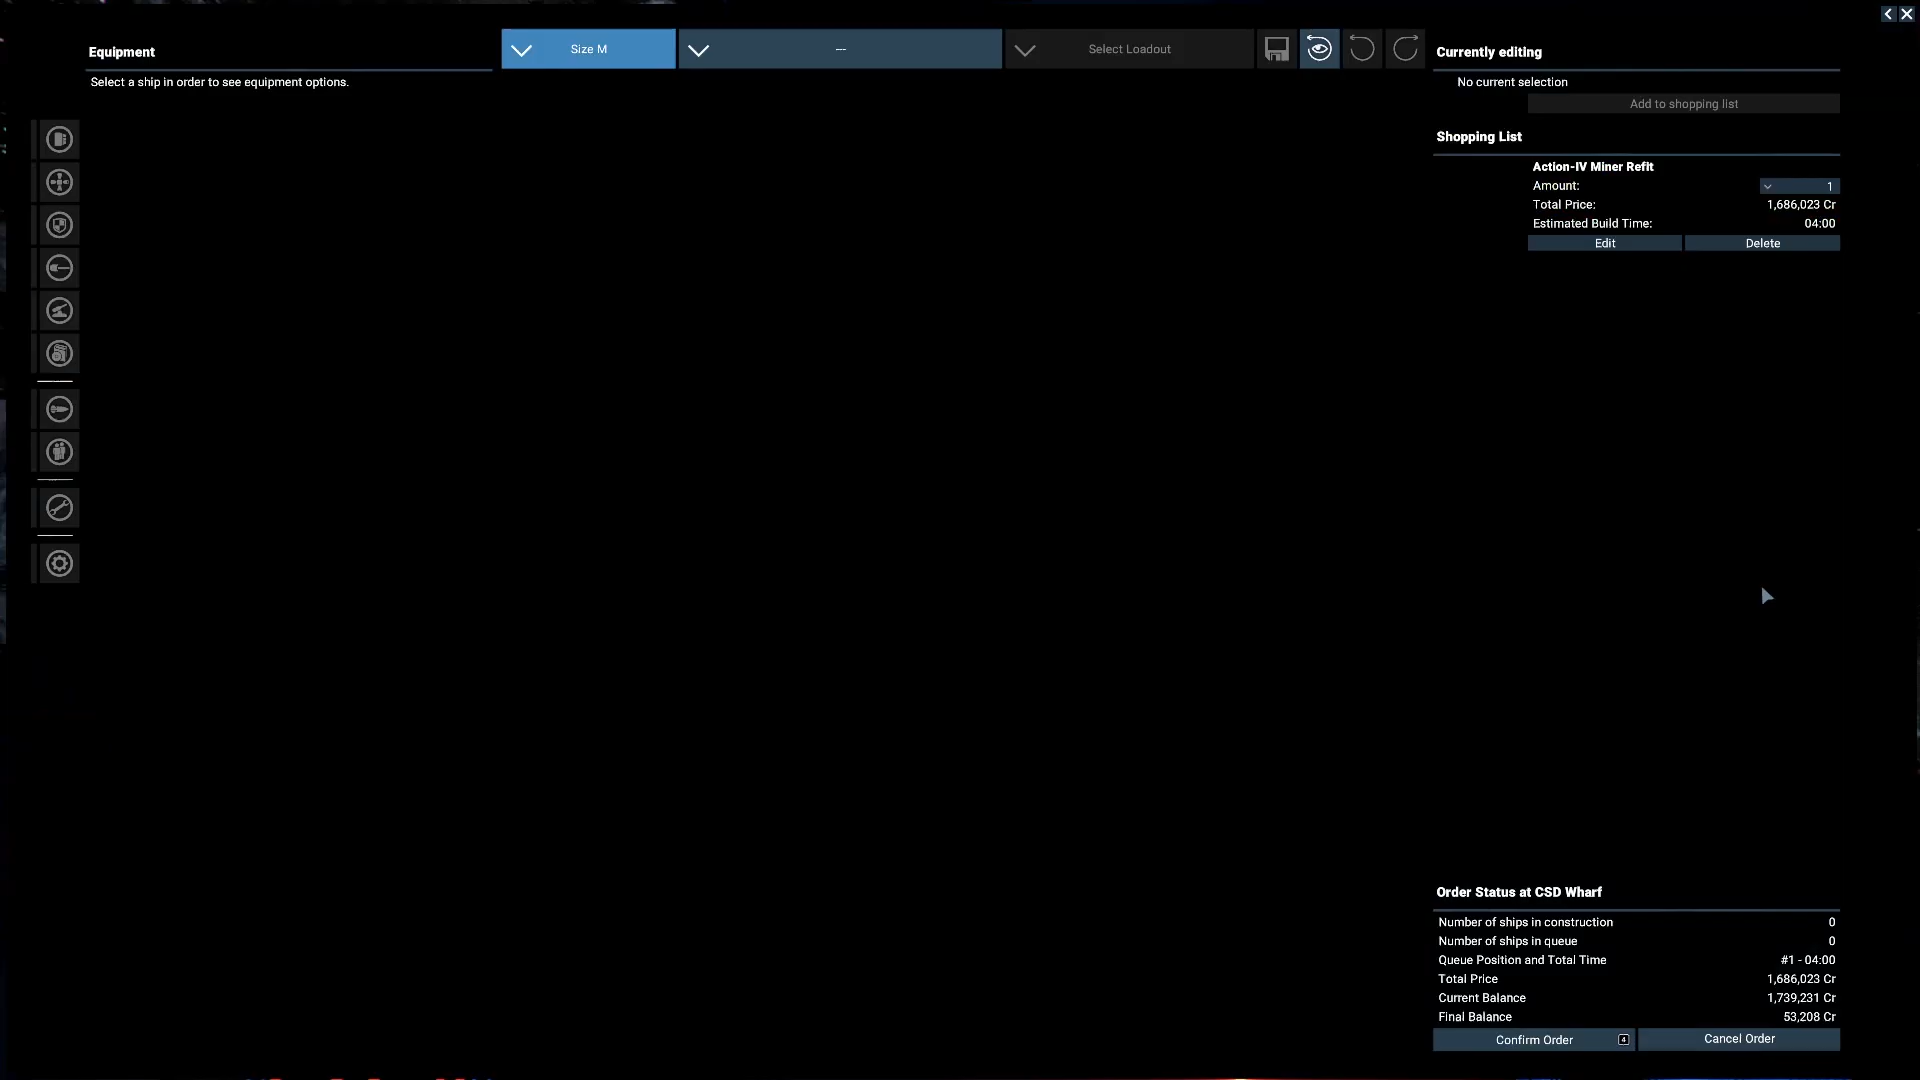 Equipment
Select a ship in order to see equipment options.
Size M
---
Select Loadout
Currently editing
No current selection
Add to shopping list
Shopping List
Action-IV Miner Refit
Amount: 1
Total Price: 1,686,023 Cr
Estimated Build Time: 04:00
Edit Delete
Order Status at CSD Wharf
Number of ships in construction 0
Number of ships in queue 0
Queue Position and Total Time #1 - 04:00
Total Price 1,686,023 Cr
Current Balance 1,739,231 Cr
Final Balance 53,208 Cr
Confirm Order 4 Cancel Order